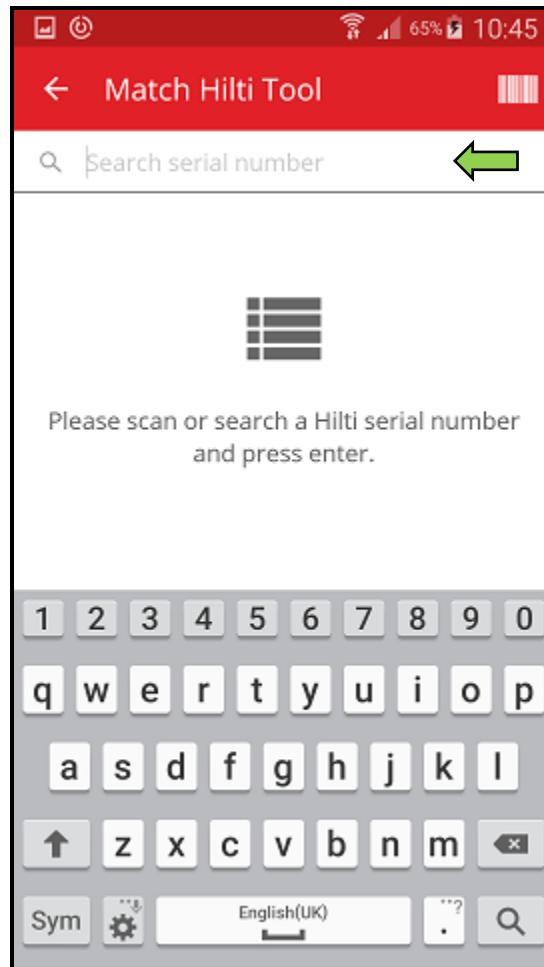 65% 10:45
Match Hilti Tool
Search serial number
Please scan or search a Hilti serial number
and press enter.
1 2 3 4 5 6 7 8 9 0
q w e r t y u i o p
a s d f g h j k l
z x c v b n m
Sym English(UK) . ?